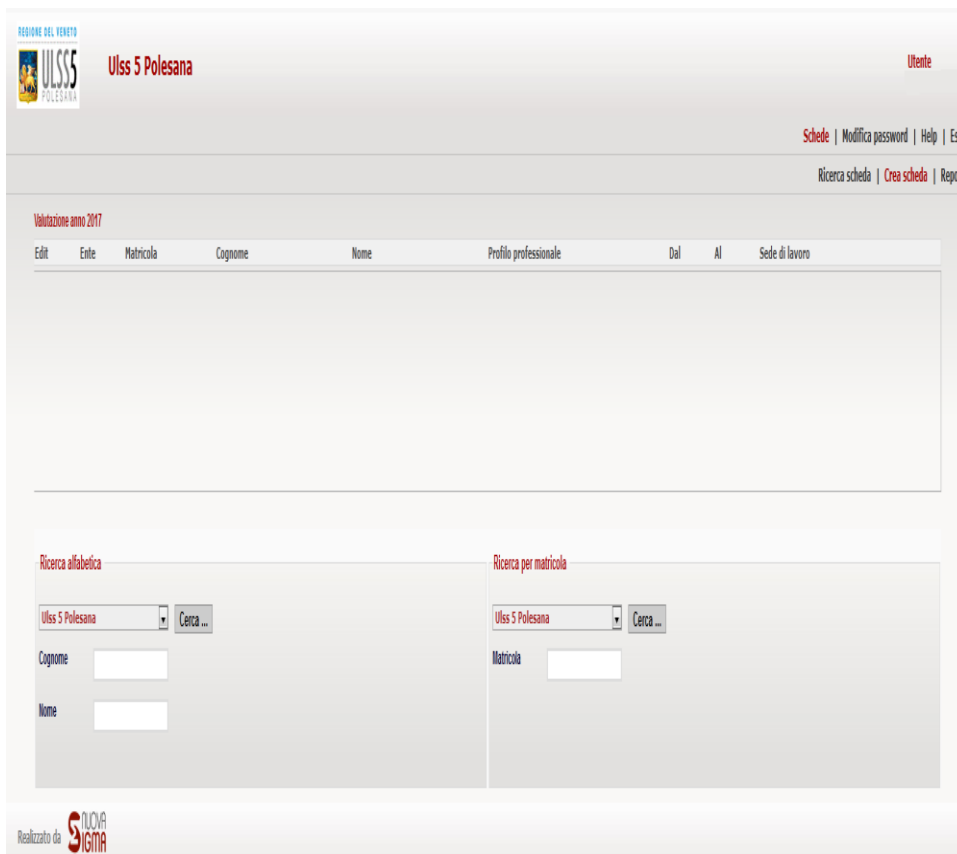 REGIONE DEL VENETO
ULSS5
POLESANA
Ulss 5 Polesana
Utente
Schede | Modifica password | Help | Es
Ricerca scheda | Crea scheda | Repo
Valutazione anno 2017
Edit Ente Matricola Cognome Nome Profilo professionale Dal Al Sede di lavoro
Ricerca alfabetica
Ulss 5 Polesana Cerca ...
Cognome
Nome
Ricerca per matricola
Ulss 5 Polesana Cerca ...
Matricola
Realizzato da NUOVA SIGMA